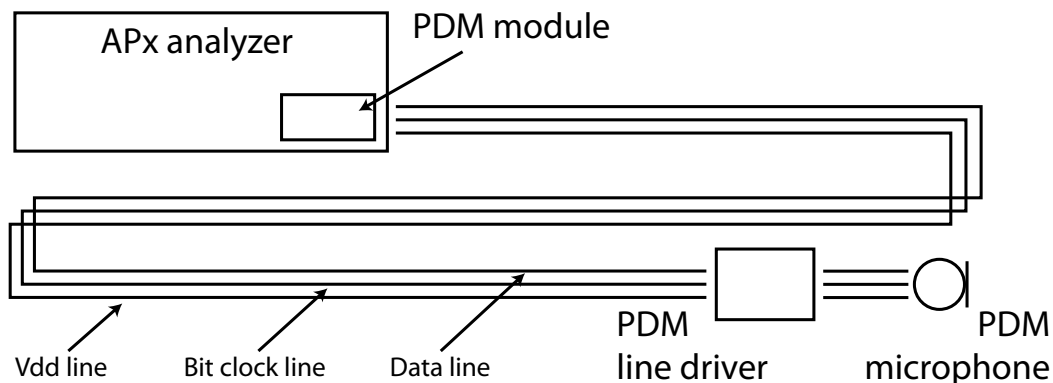 APx analyzer
PDM module
Vdd line
Bit clock line
Data line
PDM
line driver
PDM
microphone